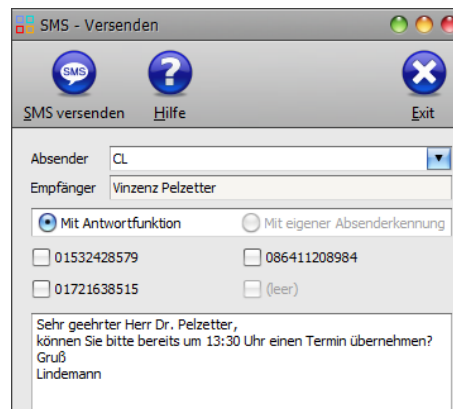 SMS - Versenden
SMS
?
SMS versenden Hilfe Exit
Absender CL
Empfänger Vinzenz Pelzetter
Mit Antwortfunktion Mit eigener Absenderkennung
01532428579 086411208984
01721638515 (leer)
Sehr geehrter Herr Dr. Pelzetter,
können Sie bitte bereits um 13:30 Uhr einen Termin übernehmen?
Gruß
Lindemann